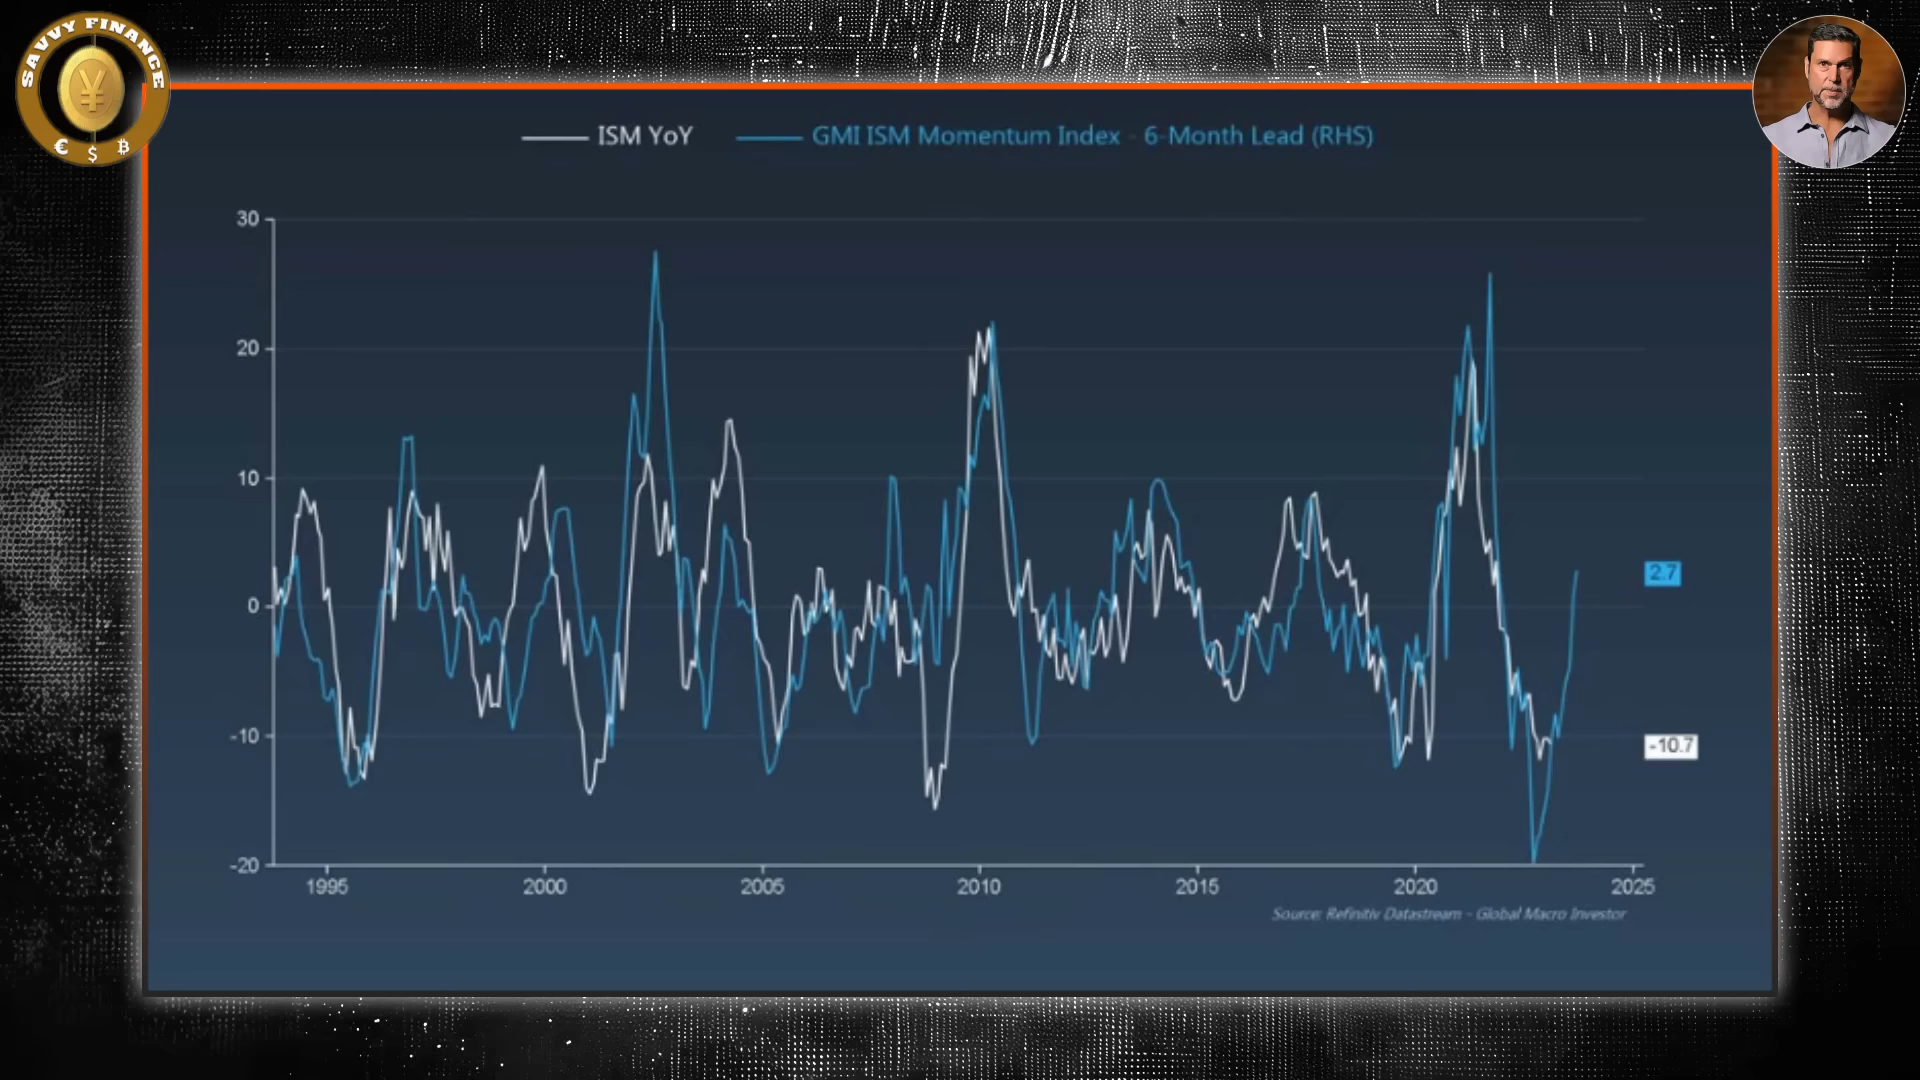 SAVVY FINANCE
¥
€ $ ₿
ISM YoY
GMI ISM Momentum Index - 6-Month Lead (RHS)
30
20
10
0
-10
-20
2.7
-10.7
1995 2000 2005 2010 2015 2020 2025
Source: Refinitiv Datastream - Global Macro Investor